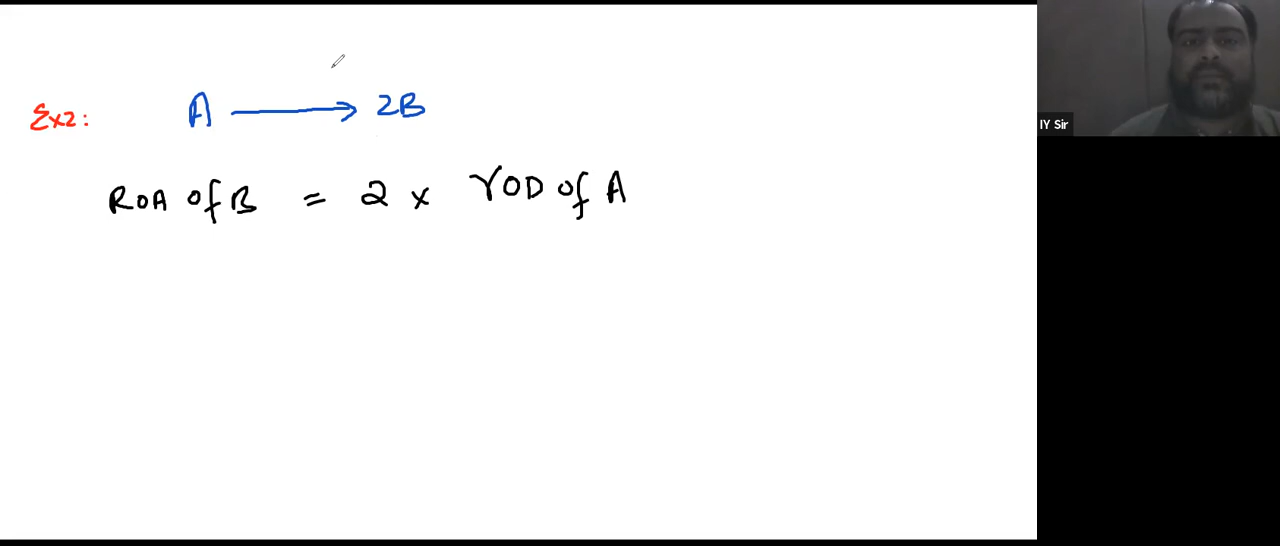 Ex2: A → 2B
ROA of B = 2 × ROD of A
IY Sir